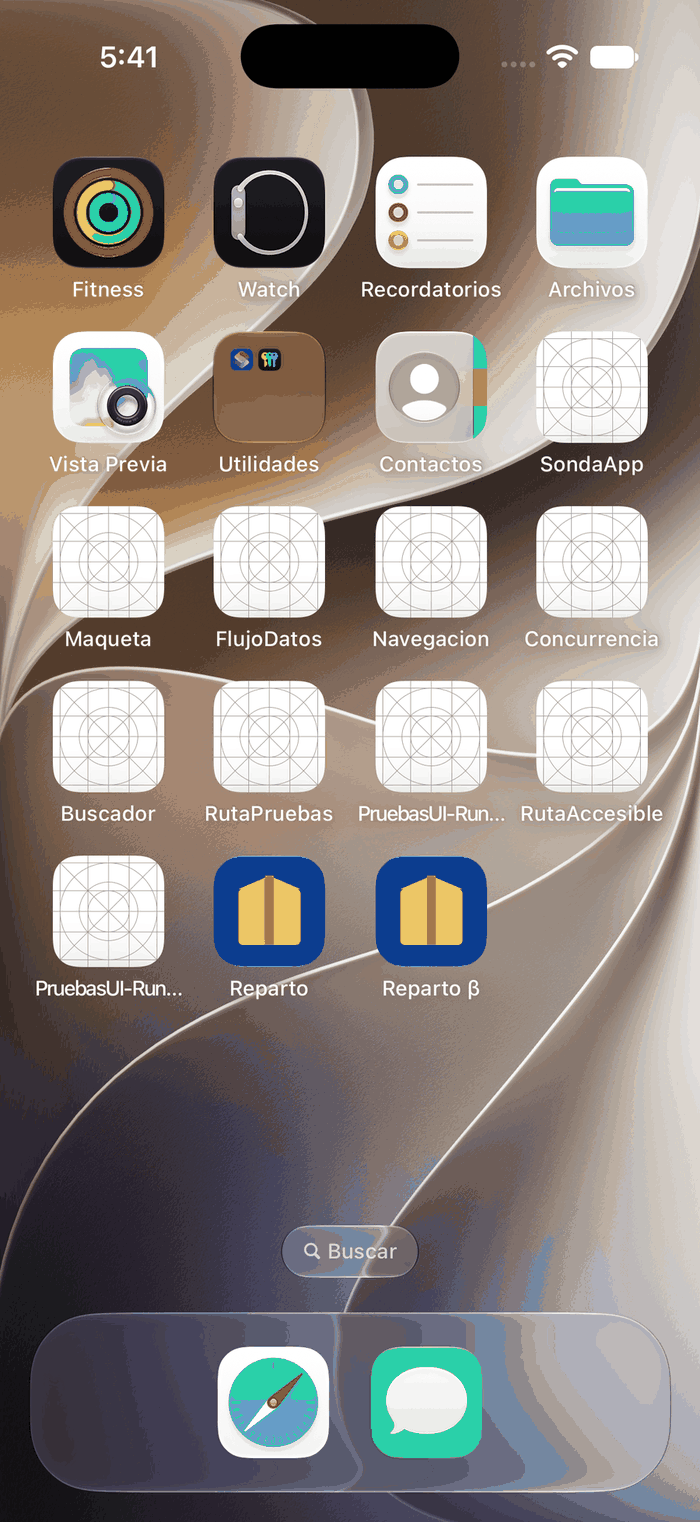 5:41
Fitness
Watch
Recordatorios
Archivos
Vista Previa
Utilidades
Contactos
SondaApp
Maqueta
FlujoDatos
Navegacion
Concurrencia
Buscador
RutaPruebas
PruebasUI-Run...
RutaAccesible
PruebasUI-Run...
Reparto
Reparto β
Buscar